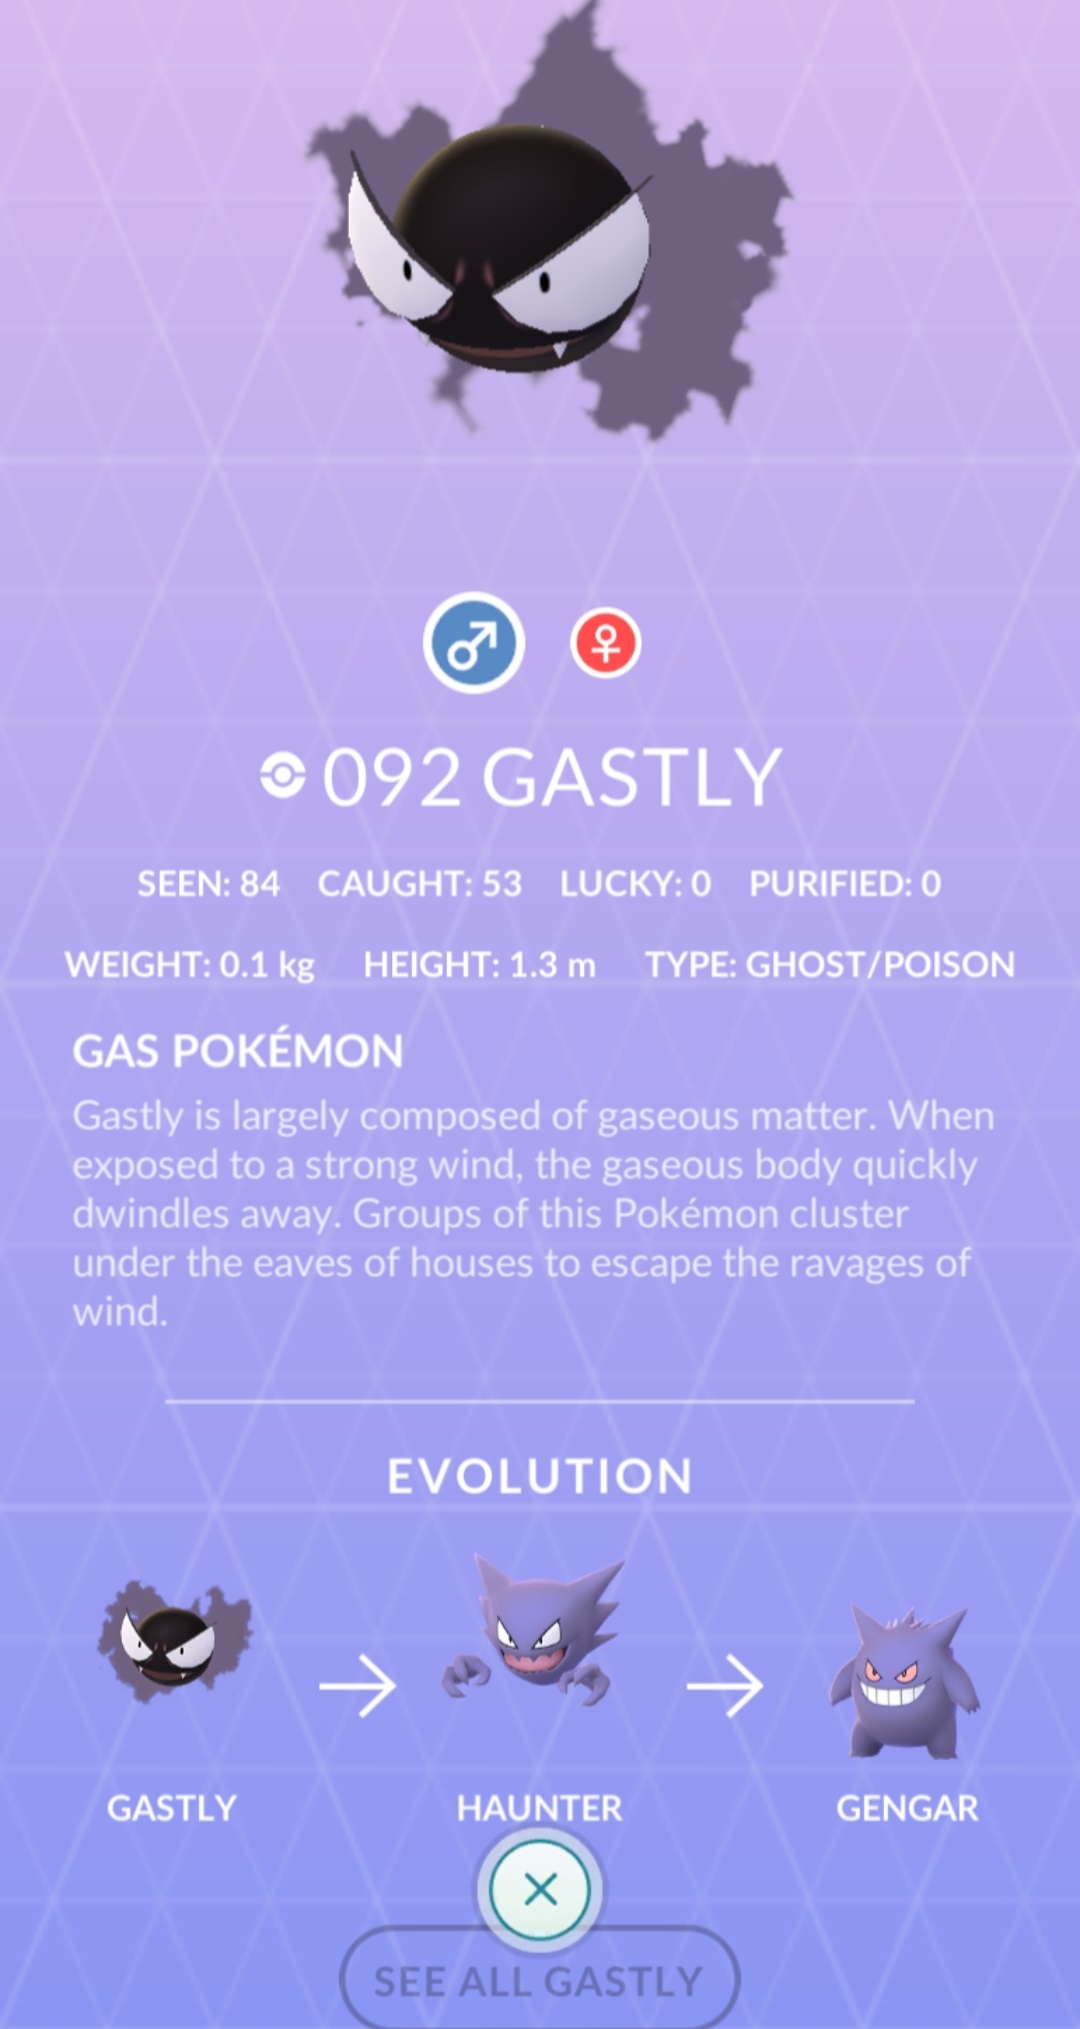 092 GASTLY
SEEN: 84 CAUGHT: 53 LUCKY: 0 PURIFIED: 0
WEIGHT: 0.1 kg HEIGHT: 1.3 m TYPE: GHOST/POISON
GAS POKÉMON
Gastly is largely composed of gaseous matter. When
exposed to a strong wind, the gaseous body quickly
dwindles away. Groups of this Pokémon cluster
under the eaves of houses to escape the ravages of
wind.
EVOLUTION
GASTLY HAUNTER GENGAR
SEE ALL GASTLY